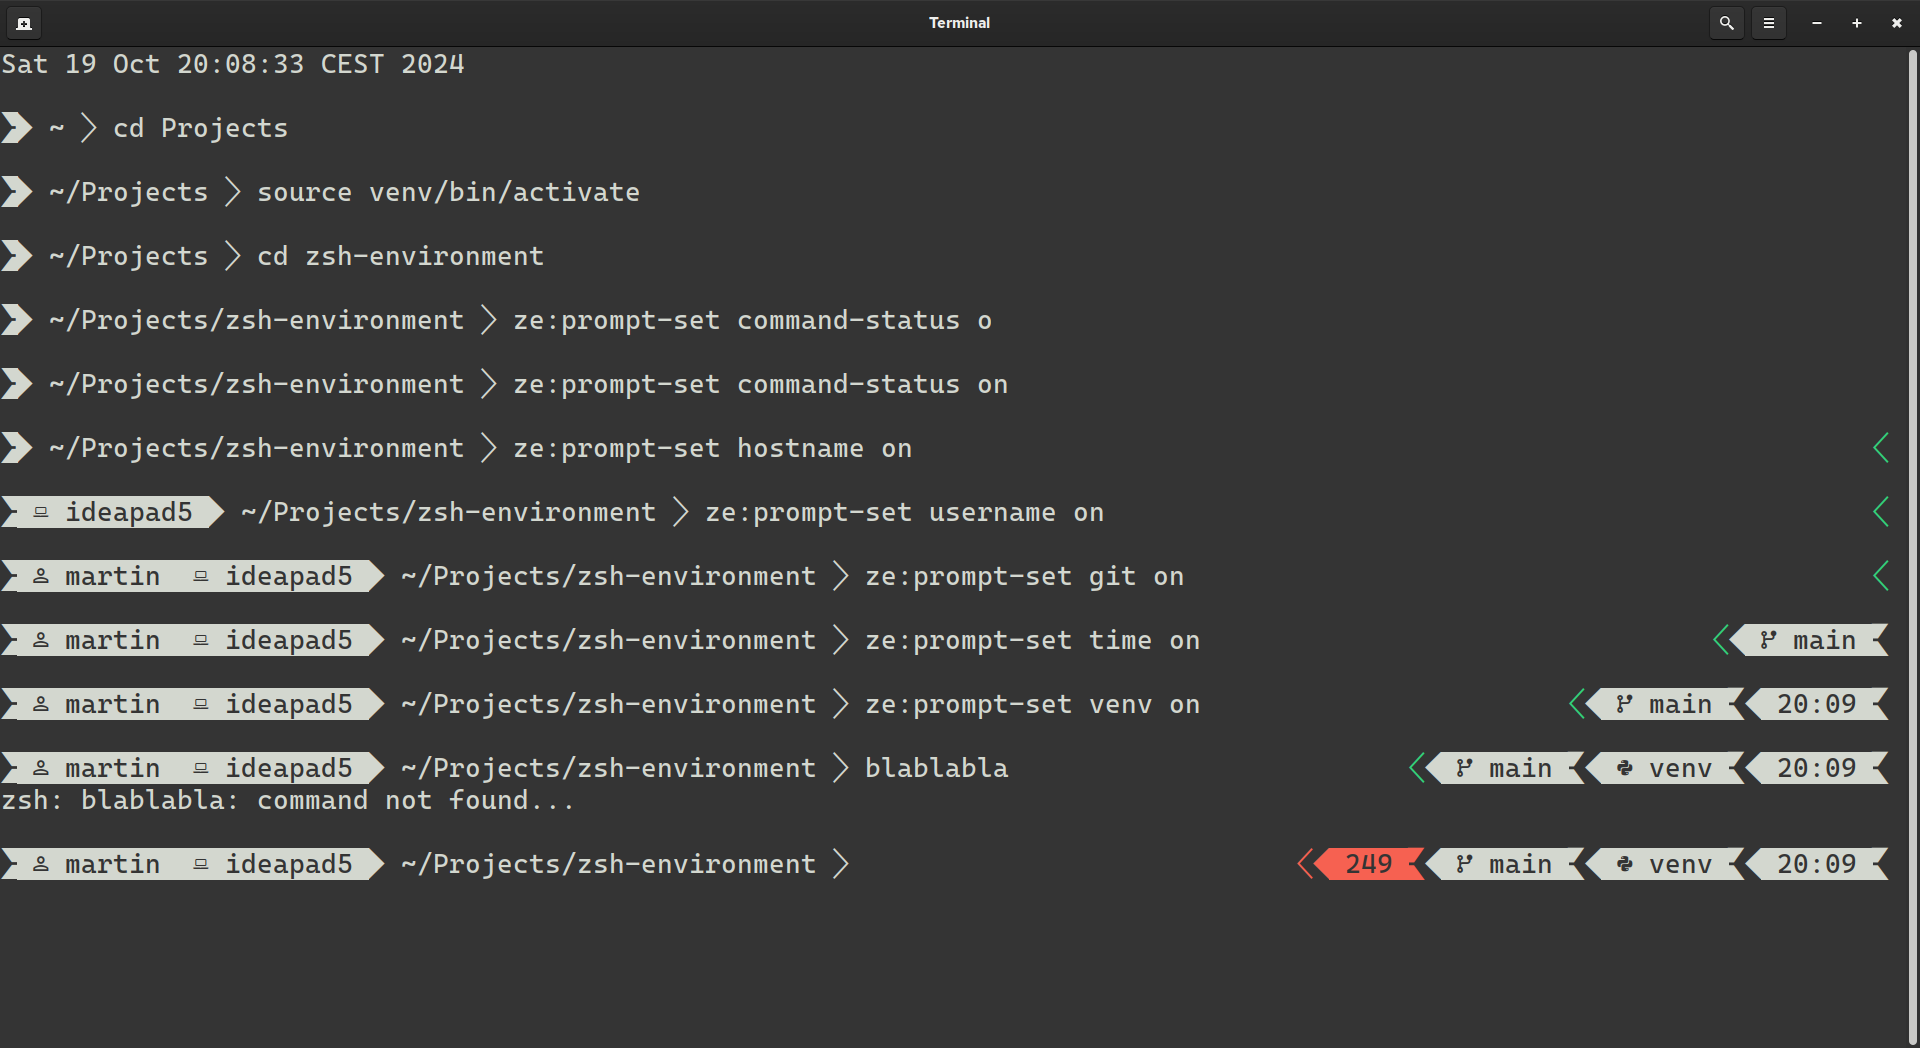 Terminal
Sat 19 Oct 20:08:33 CEST 2024
~ cd Projects
~/Projects source venv/bin/activate
~/Projects cd zsh-environment
~/Projects/zsh-environment ze:prompt-set command-status o
~/Projects/zsh-environment ze:prompt-set command-status on
~/Projects/zsh-environment ze:prompt-set hostname on
ideapad5 ~/Projects/zsh-environment ze:prompt-set username on
martin ideapad5 ~/Projects/zsh-environment ze:prompt-set git on
martin ideapad5 ~/Projects/zsh-environment ze:prompt-set time on main
martin ideapad5 ~/Projects/zsh-environment ze:prompt-set venv on main 20:09
martin ideapad5 ~/Projects/zsh-environment blablabla main venv 20:09
zsh: blablabla: command not found...
martin ideapad5 ~/Projects/zsh-environment 249 main venv 20:09